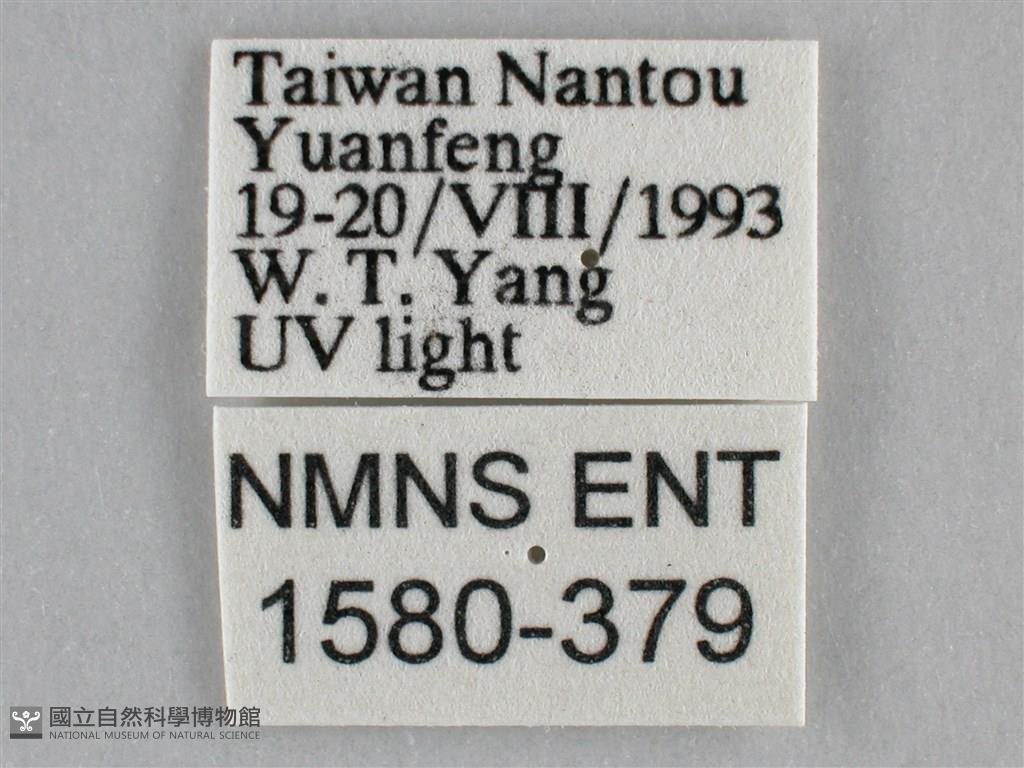 Taiwan Nantou
Yuanfeng
19-20/VIII/1993
W. T. Yang
UV light
NMNS ENT
1580-379
國立自然科學博物館
NATIONAL MUSEUM OF NATURAL SCIENCE